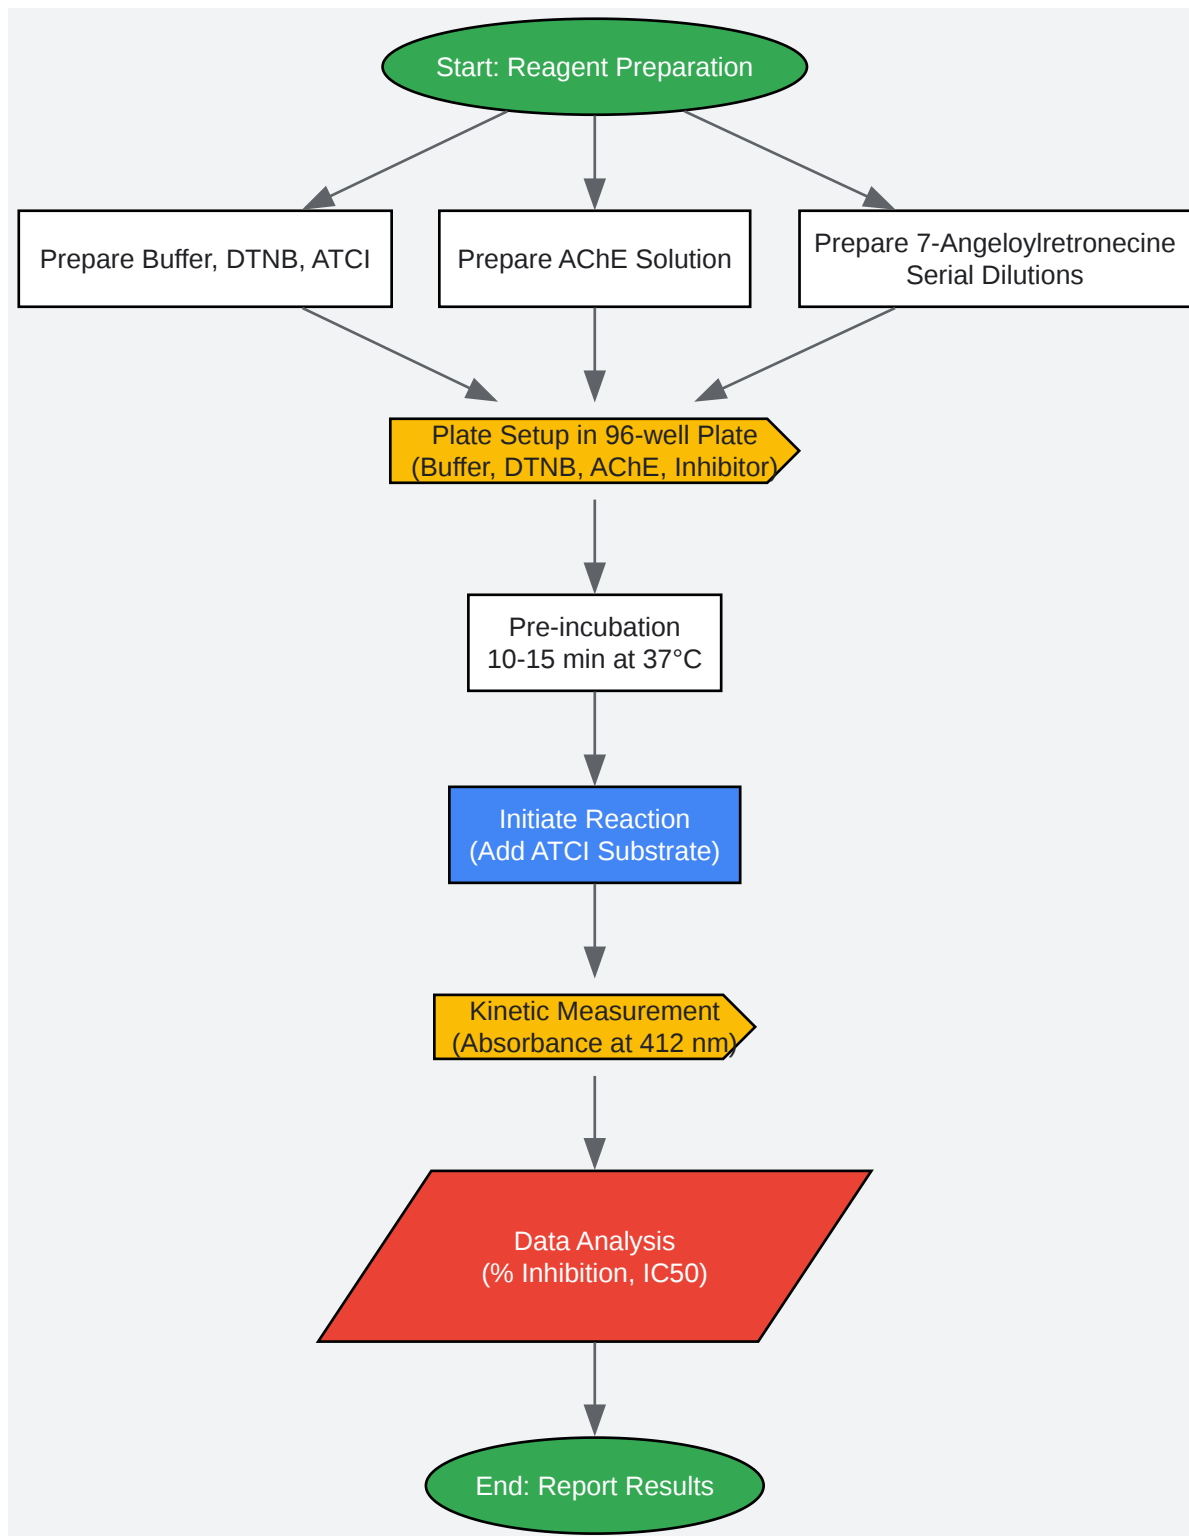 Start: Reagent Preparation
Prepare Buffer, DTNB, ATCI
Prepare AChE Solution
Prepare 7-Angeloylretronecine
Serial Dilutions
Plate Setup in 96-well Plate
(Buffer, DTNB, AChE, Inhibitor)
Pre-incubation
10-15 min at 37°C
Initiate Reaction
(Add ATCI Substrate)
Kinetic Measurement
(Absorbance at 412 nm)
Data Analysis
(% Inhibition, IC50)
End: Report Results